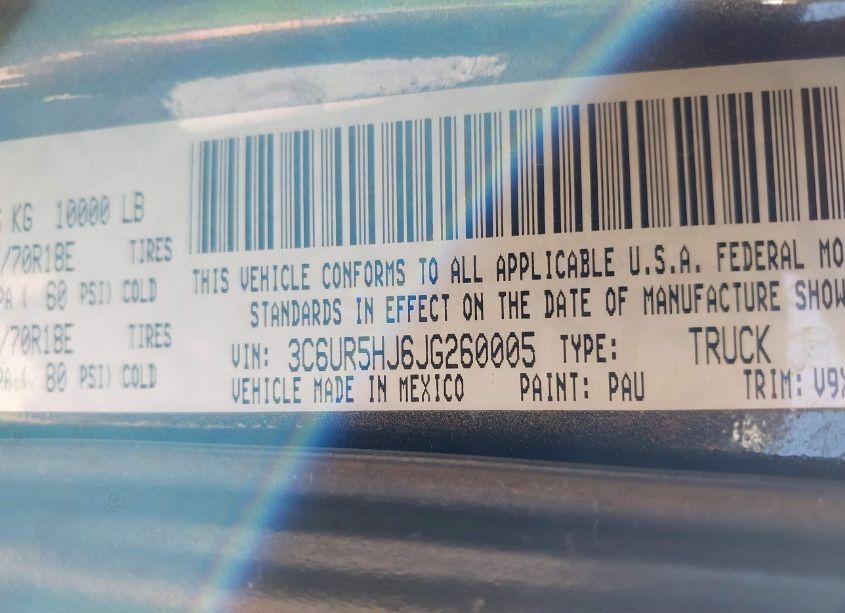 KG 10000 LB
/70R18E TIRES
PA ( 60 PSI) COLD
/70R18E TIRES
80 PSI) COLD
THIS VEHICLE CONFORMS TO ALL APPLICABLE U.S.A. FEDERAL MO
STANDARDS IN EFFECT ON THE DATE OF MANUFACTURE SHOW
VIN: 3C6UR5HJ6JG260005 TYPE: TRUCK
VEHICLE MADE IN MEXICO PAINT: PAU TRIM: V9X